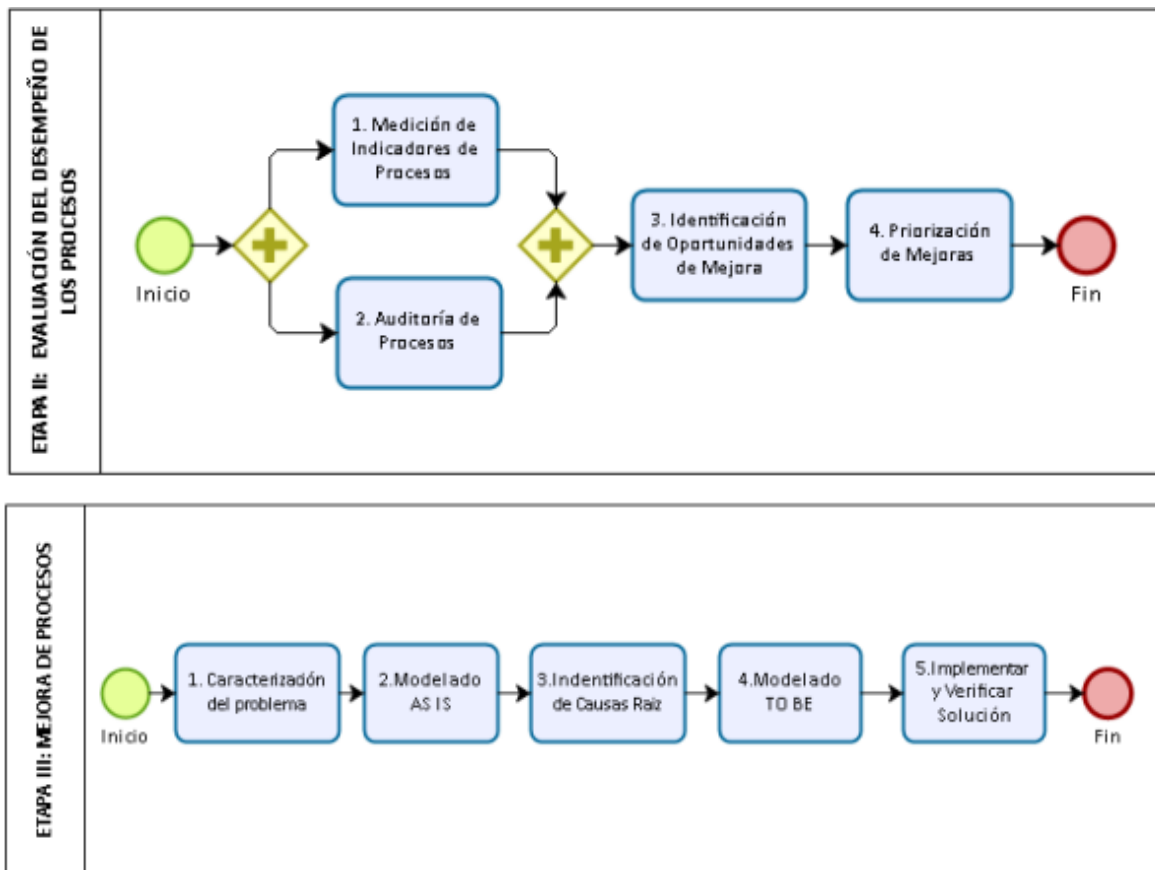 ETAPA II: EVALUACIÓN DEL DESEMPEÑO DE
LOS PROCESOS
Inicio
1. Medición de
Indicadores de
Procesos
2. Auditoría de
Procesos
3. Identificación
de Oportunidades
de Mejora
4. Priorización
de Mejoras
Fin
ETAPA III: MEJORA DE PROCESOS
Inicio
1. Caracterización
del problema
2.Modelado
AS IS
3.Indentificación
de Causas Raiz
4.Modelado
TO BE
5.Implementar
y Verificar
Solución
Fin